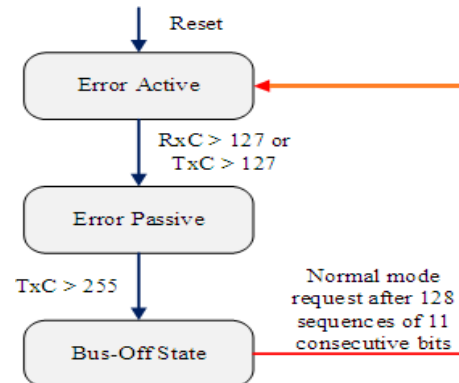 Reset
Error Active
RxC > 127 or
TxC > 127
Error Passive
TxC > 255
Normal mode
request after 128
sequences of 11
consecutive bits
Bus-Off State